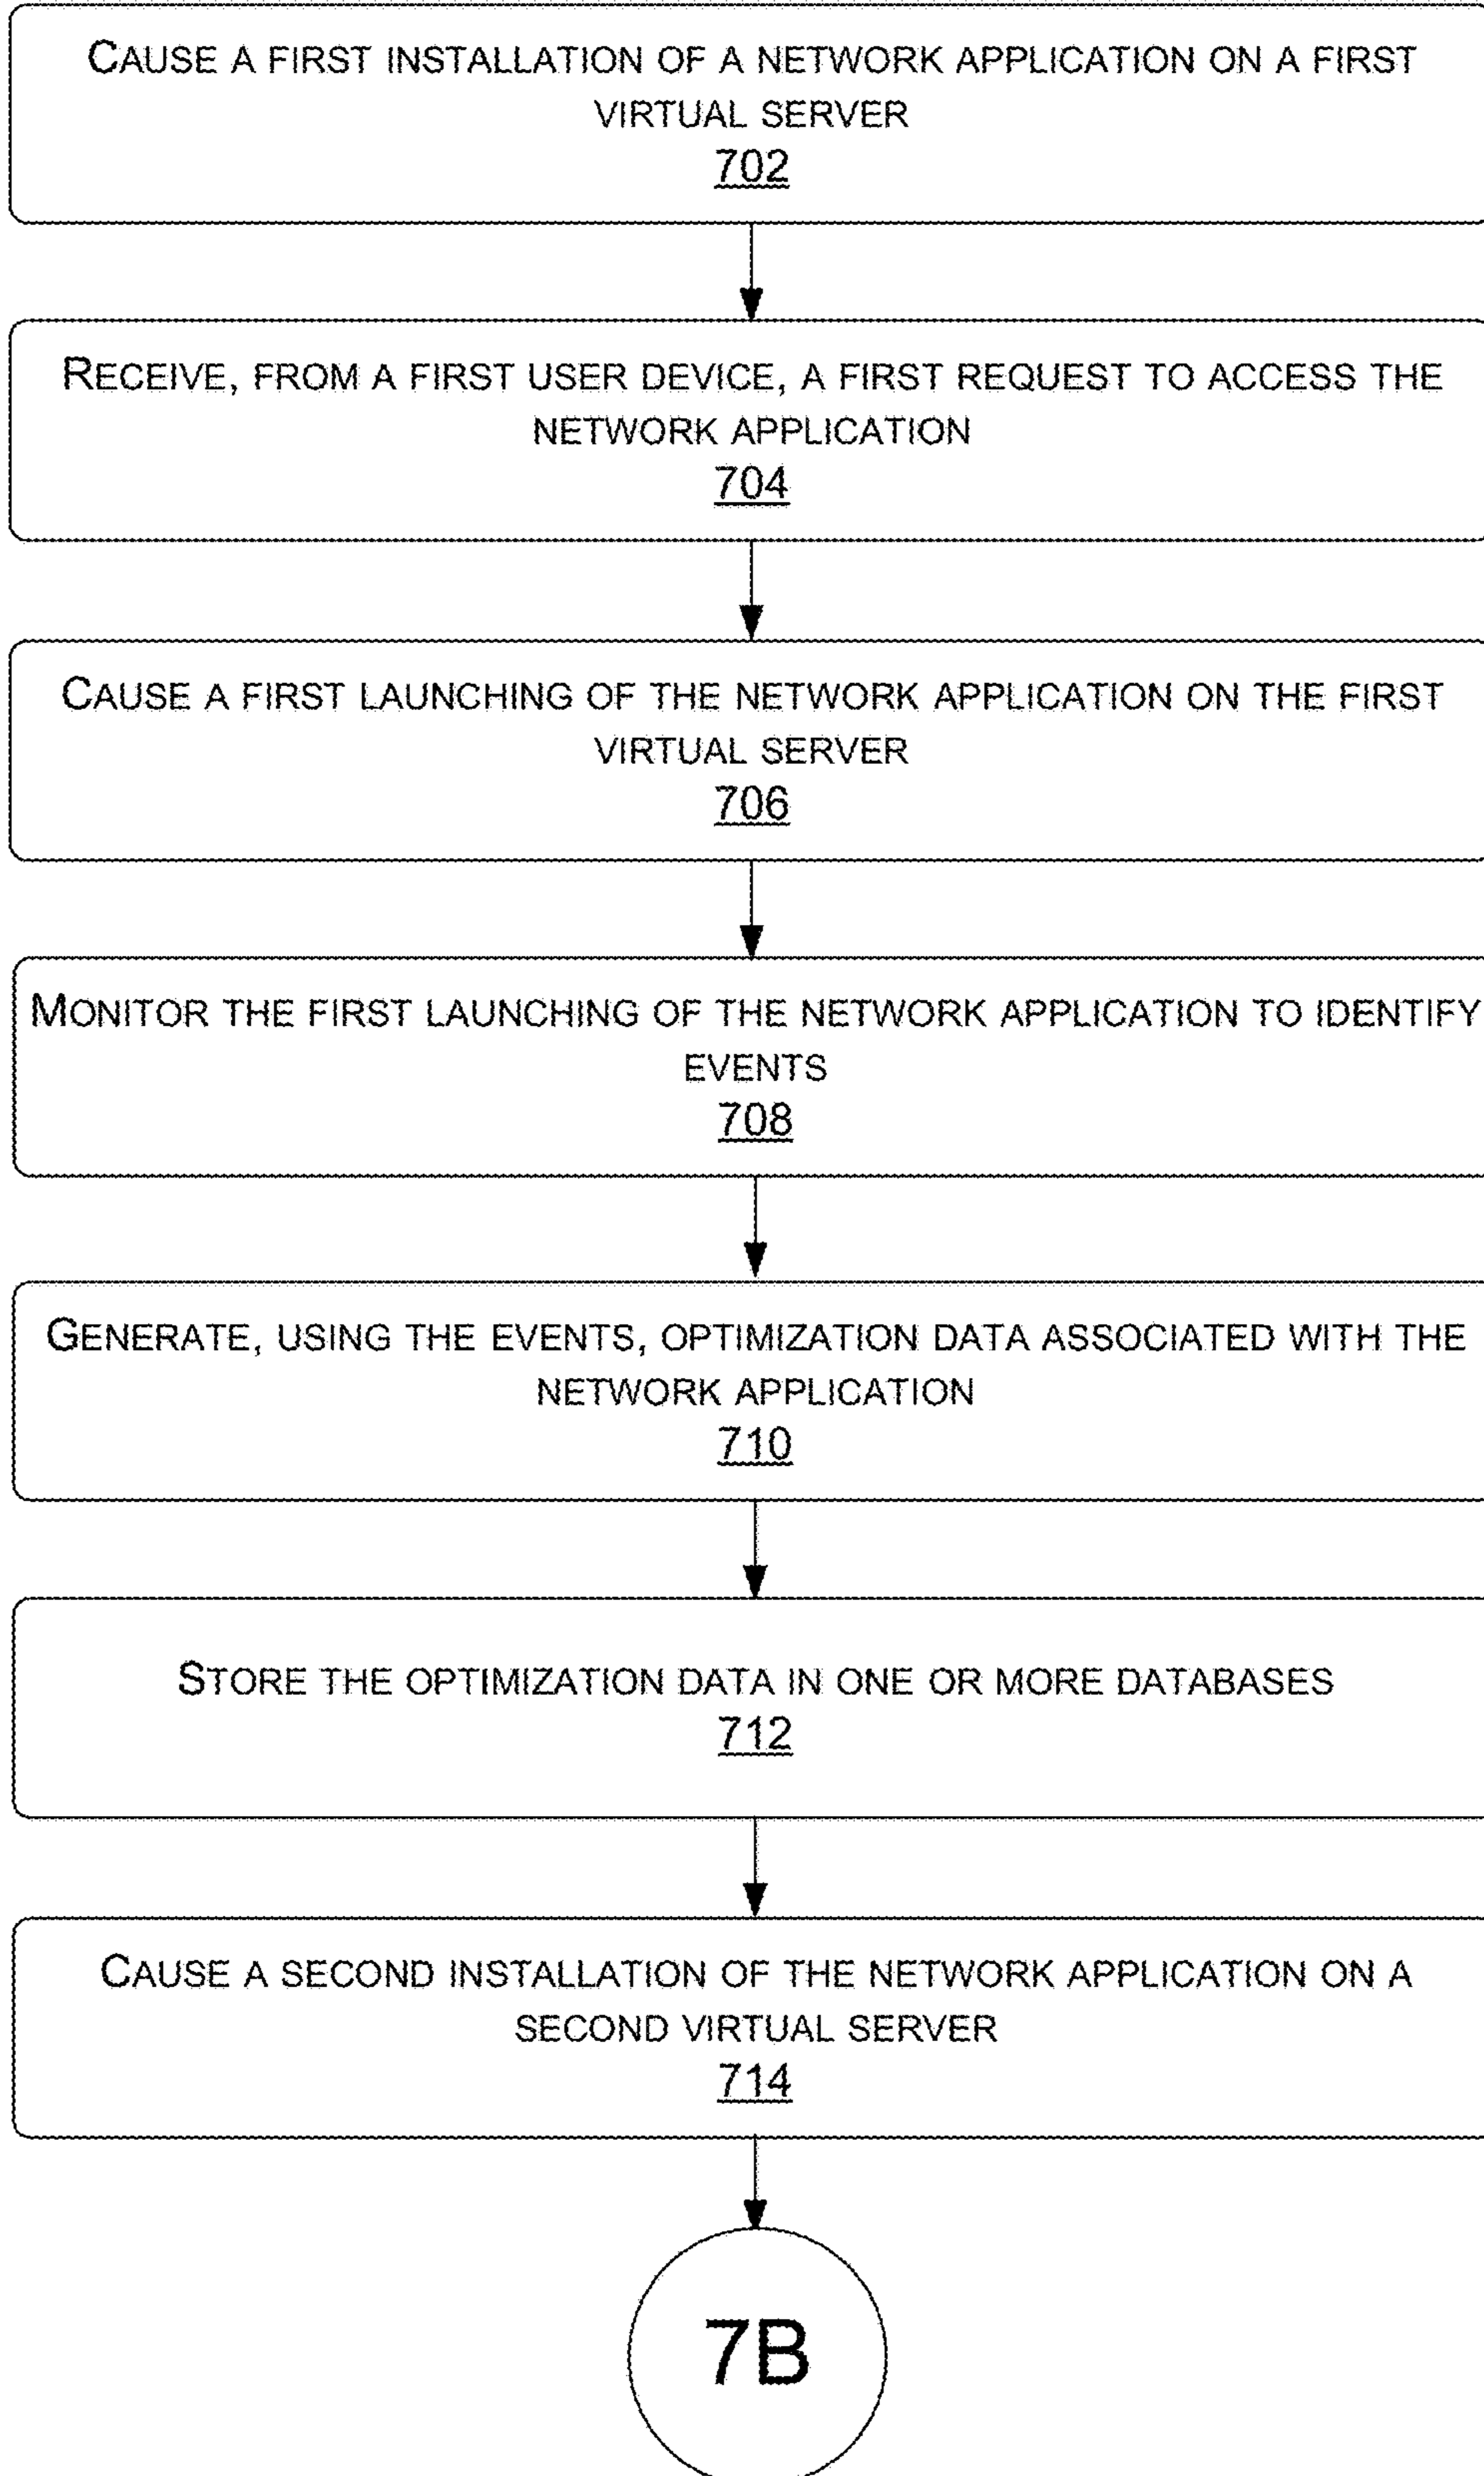 CAUSE A FIRST INSTALLATION OF A NETWORK APPLICATION ON A FIRST
VIRTUAL SERVER
702
RECEIVE, FROM A FIRST USER DEVICE, A FIRST REQUEST TO ACCESS THE
NETWORK APPLICATION
704
CAUSE A FIRST LAUNCHING OF THE NETWORK APPLICATION ON THE FIRST
VIRTUAL SERVER
706
MONITOR THE FIRST LAUNCHING OF THE NETWORK APPLICATION TO IDENTIFY
EVENTS
708
GENERATE, USING THE EVENTS, OPTIMIZATION DATA ASSOCIATED WITH THE
NETWORK APPLICATION
710
STORE THE OPTIMIZATION DATA IN ONE OR MORE DATABASES
712
CAUSE A SECOND INSTALLATION OF THE NETWORK APPLICATION ON A
SECOND VIRTUAL SERVER
714
7B